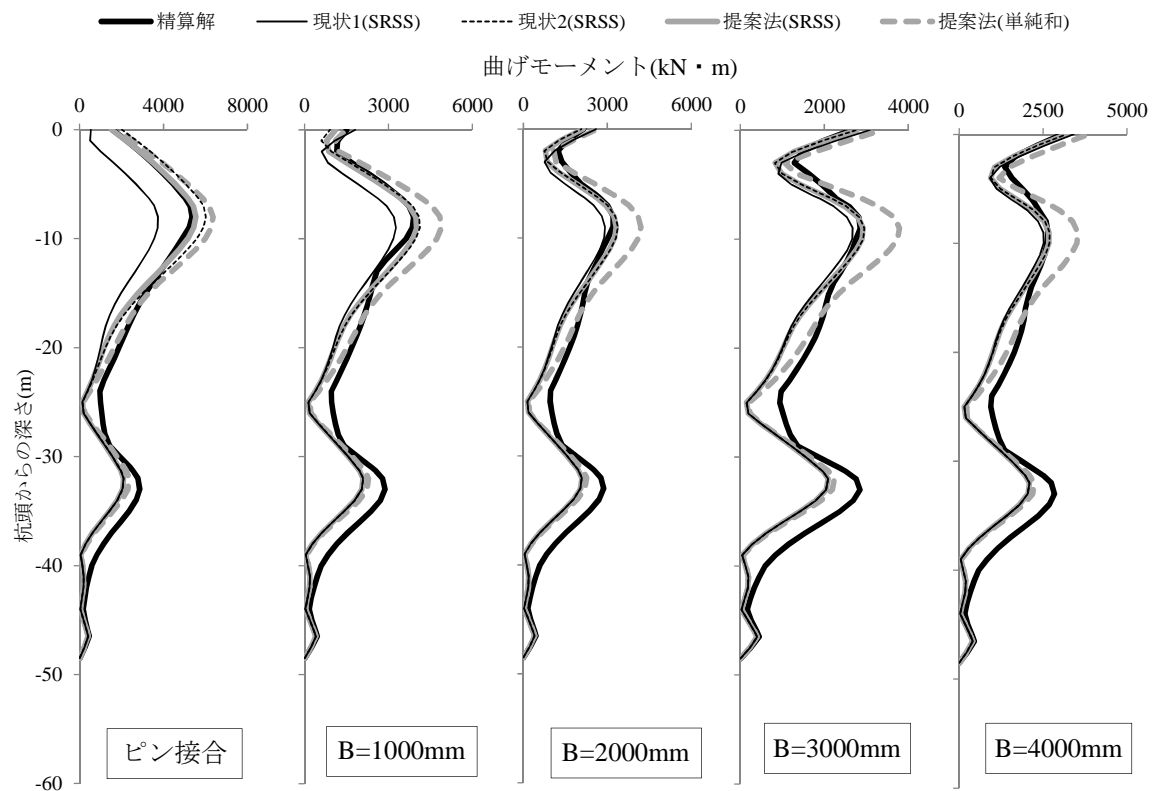 精算解 現状1(SRSS) 現状2(SRSS) 提案法(SRSS) 提案法(単純和)
曲げモーメント(kN・m)
0 4000 8000 0 3000 6000 0 3000 6000 0 2000 4000 0 2500 5000
0
-10
-20
-30
-40
-50
-60
杭頭からの深さ(m)
ピン接合 B=1000mm B=2000mm B=3000mm B=4000mm